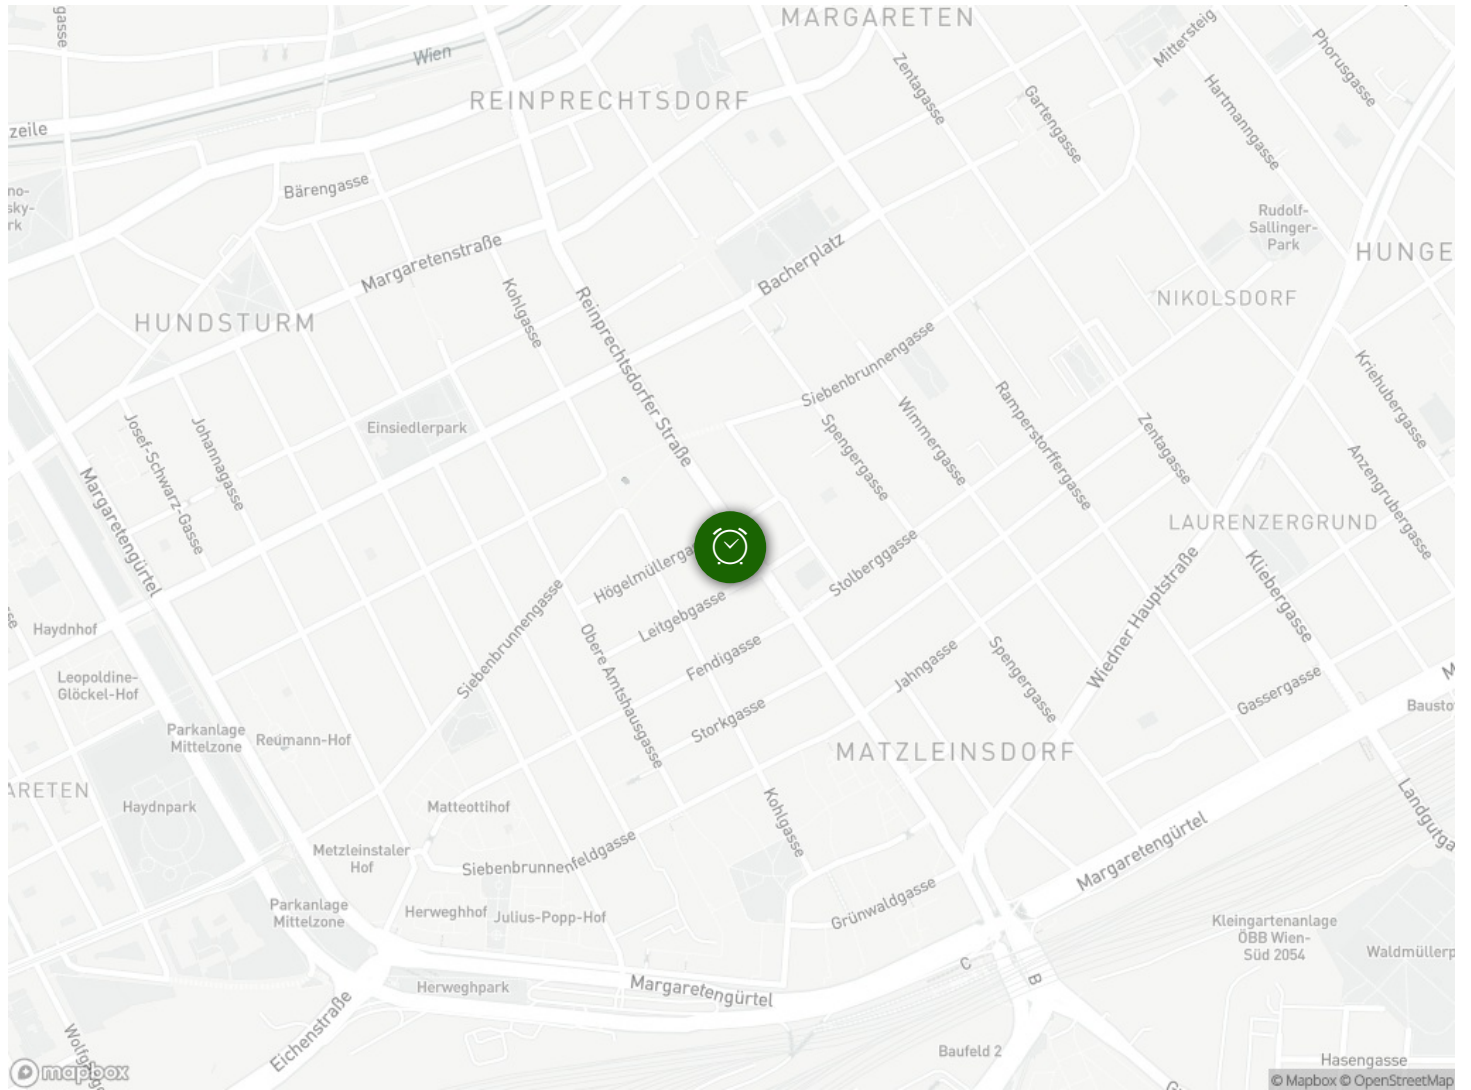 MARGARETEN
gasse
Mittersteig
Phorusgasse
Wien
Zentagasse
REINPRECHTSDORF
Gartengasse
Hartmanngasse
zeile
Bärengasse
no-
sky-
rk
Rudolf-
Sallinger-
Park
Margaretenstraße
Bacherplatz
HUNGE
Kohlgasse
Reinprechtsdorfer Straße
NIKOLSDORF
HUNDSTURM
Siebenbrunnengasse
Kriehubergasse
Einsiedlerpark
Josef-Schwarz-Gasse
Johannagasse
Spengergasse
Wimmergasse
Ramperstorffergasse
Zentagasse
Anzengrubergasse
Margaretengürtel
LAURENZERGRUND
Högelmüllerga
Stolberggasse
Kliebergasse
Leitgebgasse
Siebenbrunnengasse
Haydnhof
Obere Amtshausgasse
Fendigasse
Wiedner Hauptstraße
Leopoldine-
Glöckel-Hof
Jahngasse
Spengergasse
Gassergasse
M
Bausto
Storkgasse
Parkanlage
Mittelzone
Reumann-Hof
MATZLEINSDORF
ARETEN
Haydnpark
Matteottihof
Kohlgasse
Landgutga
Metzleinstaler
Hof
Siebenbrunnenfeldgasse
Margaretengürtel
Parkanlage
Mittelzone
Herweghhof
Julius-Popp-Hof
Grünwaldgasse
Kleingartenanlage
ÖBB Wien-
Süd 2054
Waldmüllerp
C
B
Herweghpark
Margaretengürtel
Eichenstraße
Baufeld 2
Hasengasse
mapbox
© Mapbox © OpenStreetMap